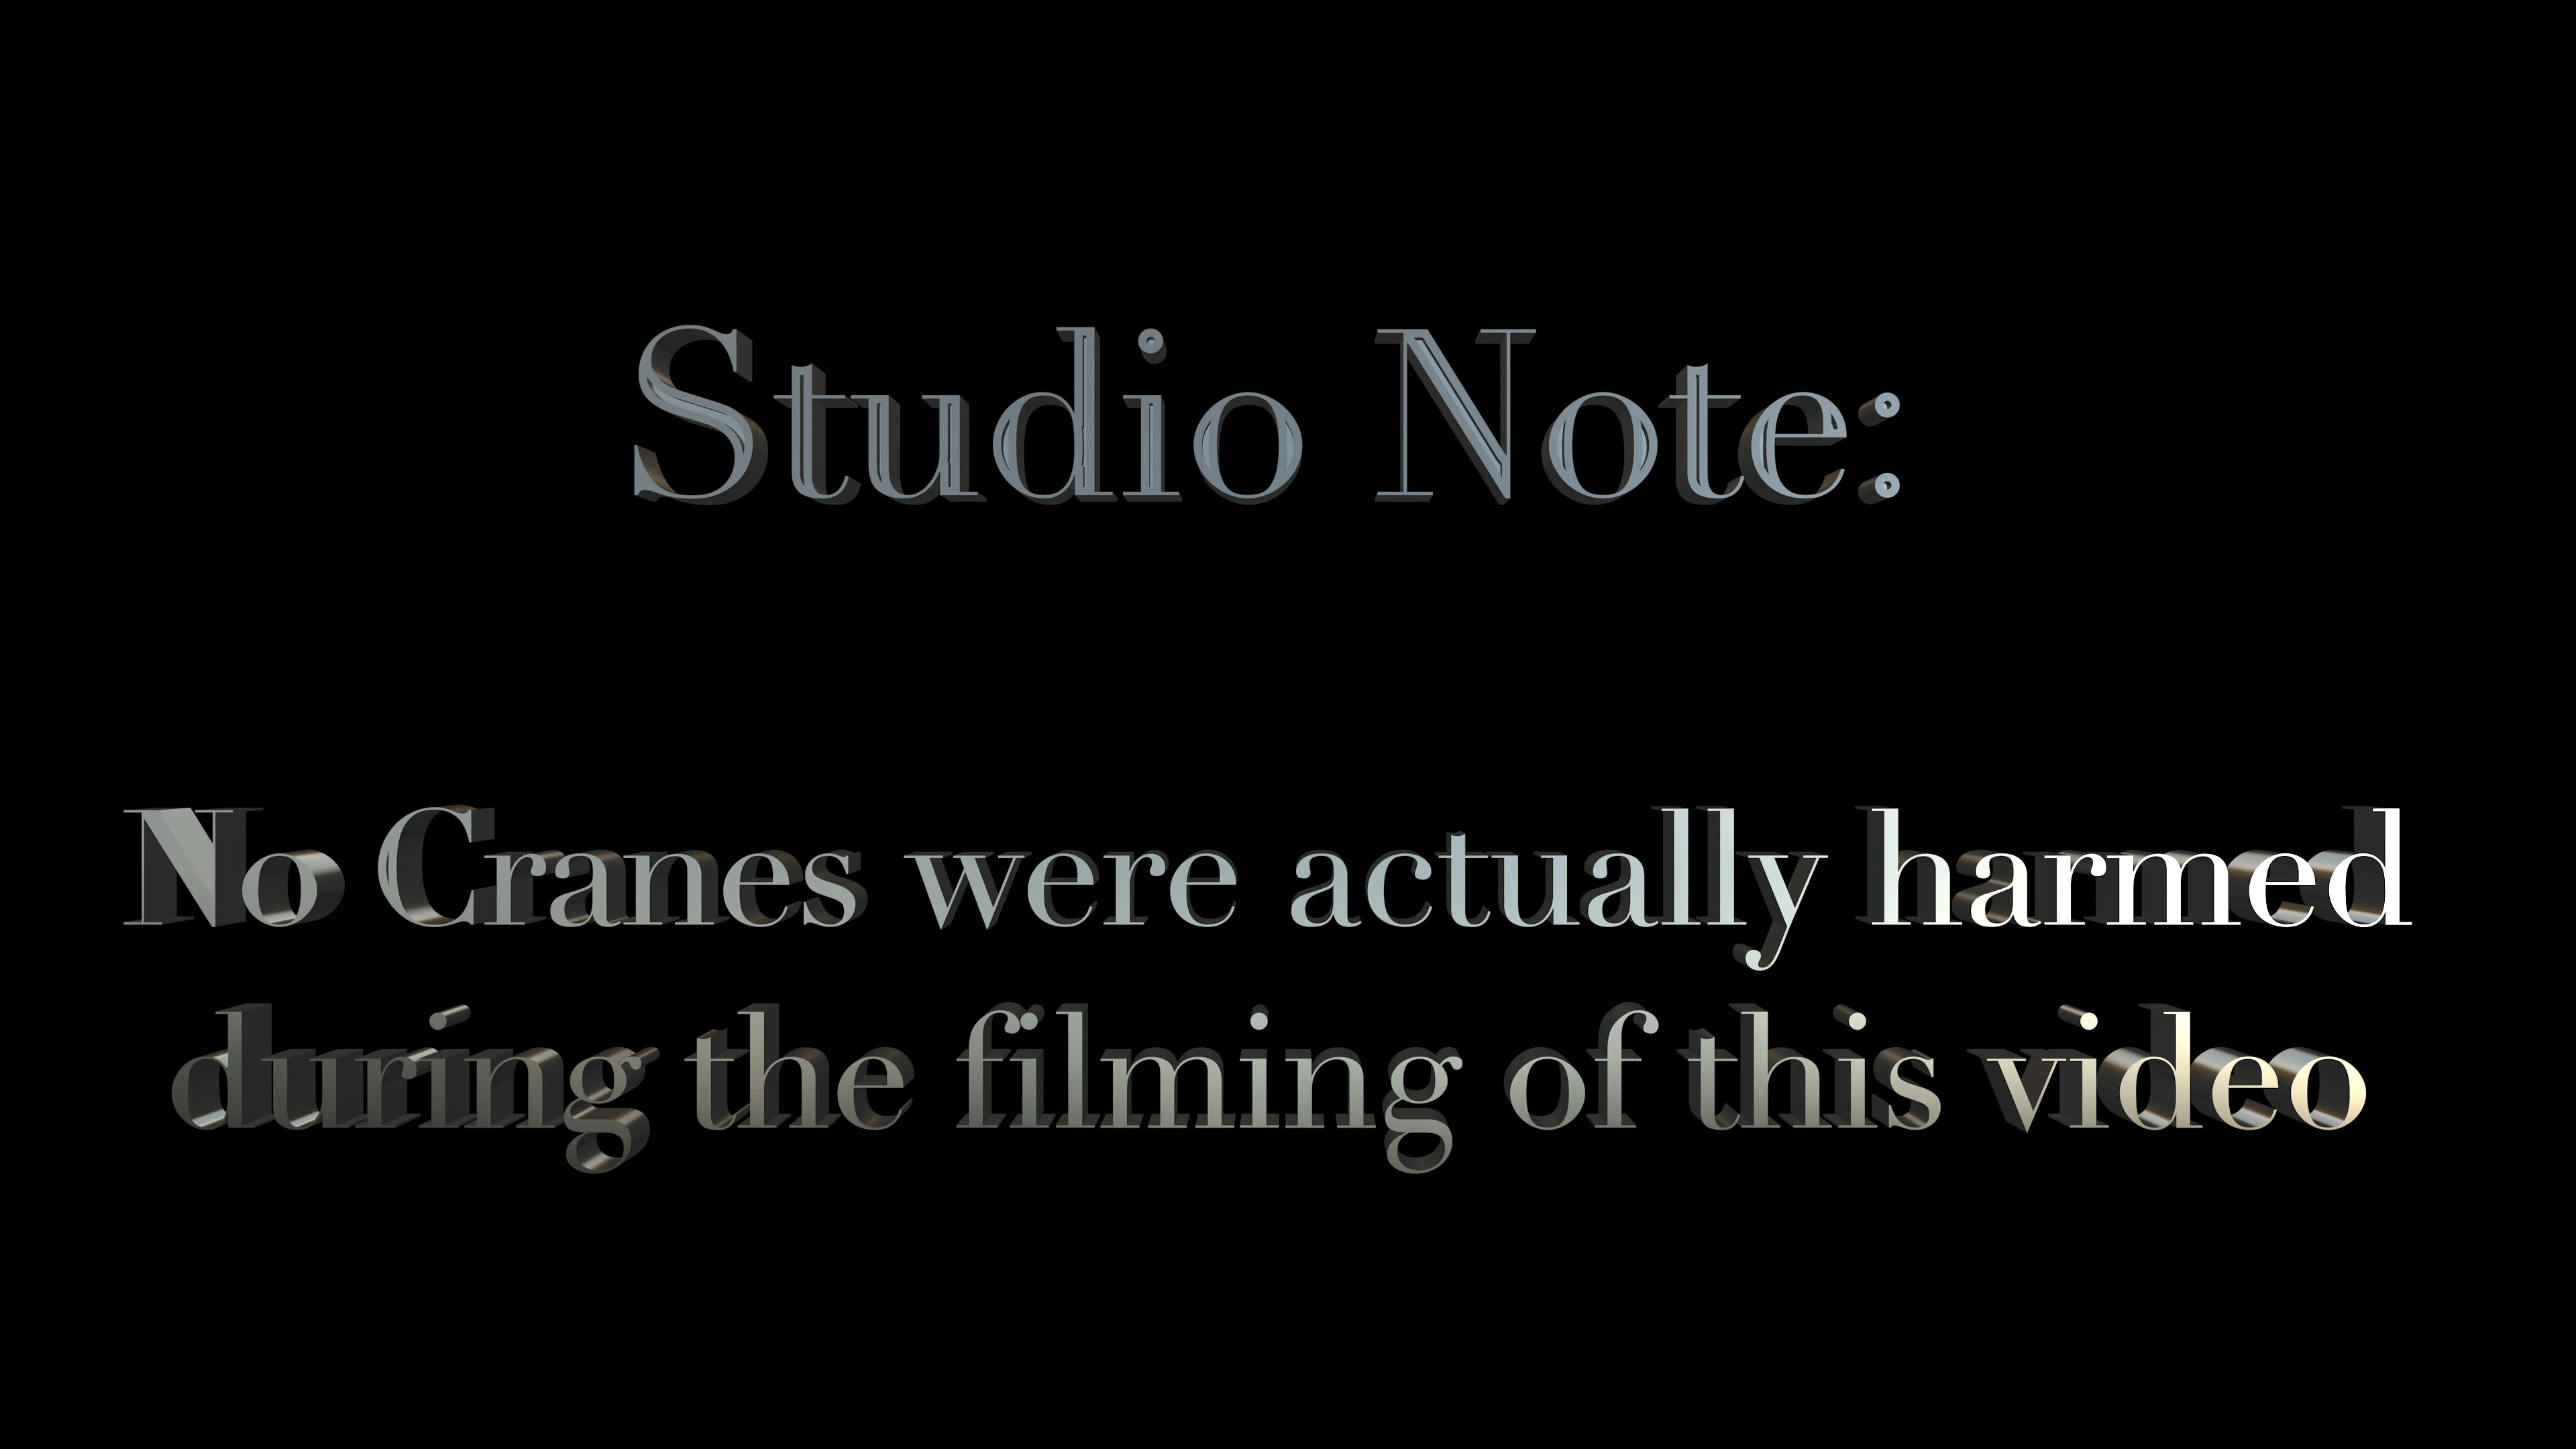 Studio Note:
No Cranes were actually harmed
during the filming of this video